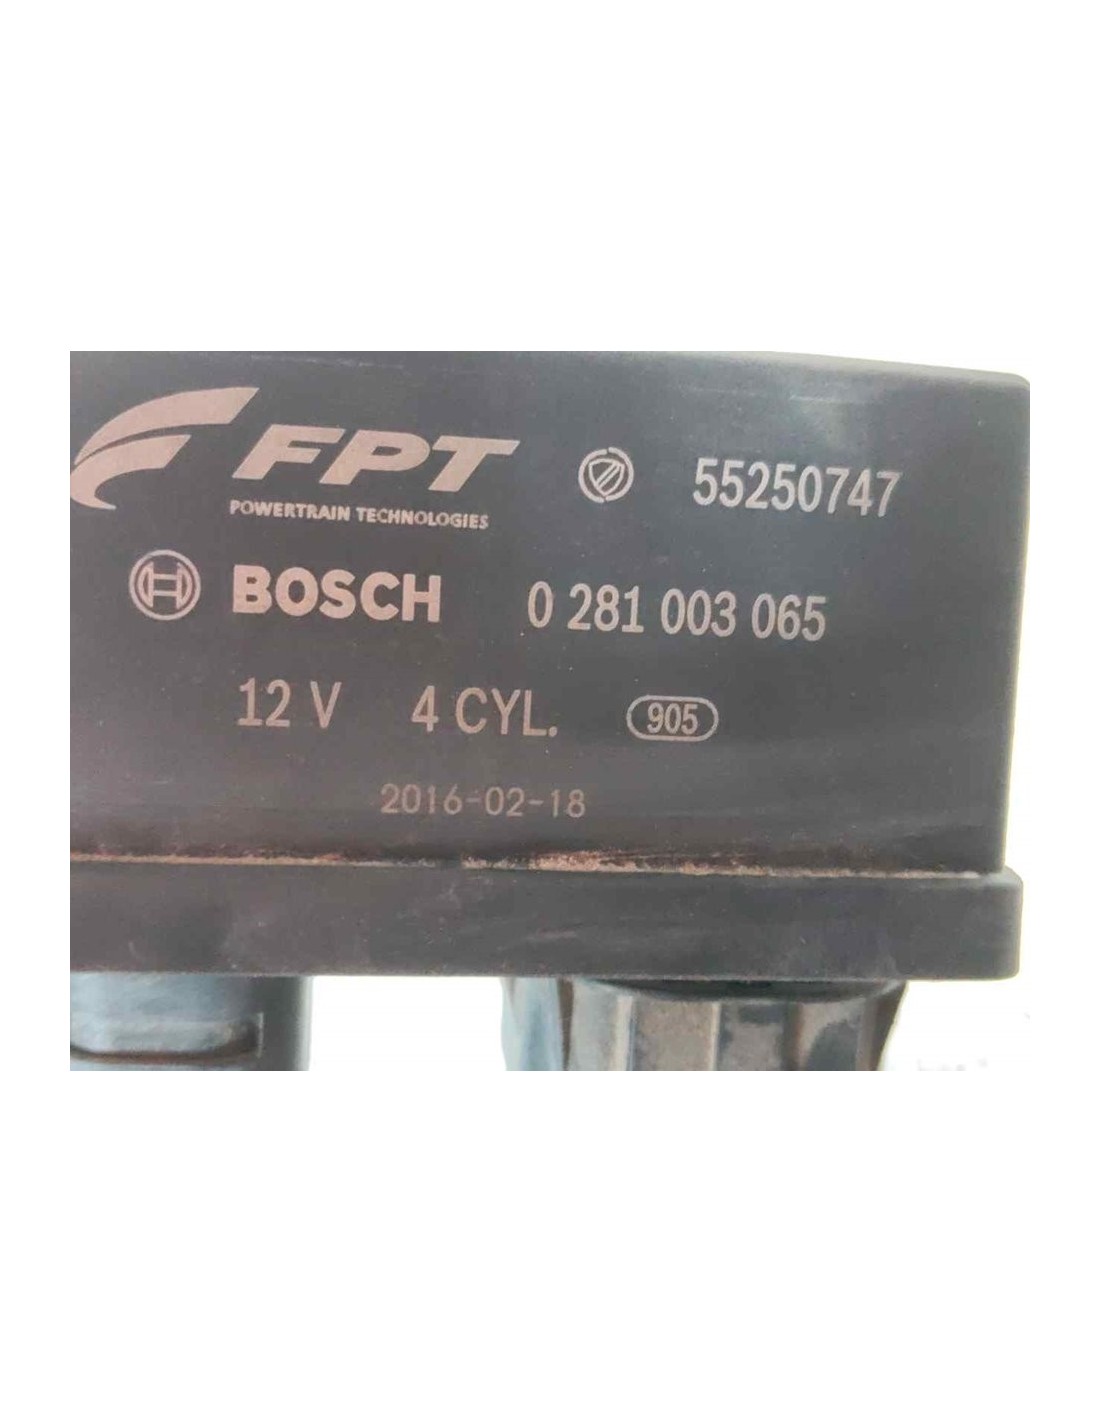 FPT 55250747
POWERTRAIN TECHNOLOGIES
BOSCH 0 281 003 065
12 V 4 CYL. 905
2016-02-18